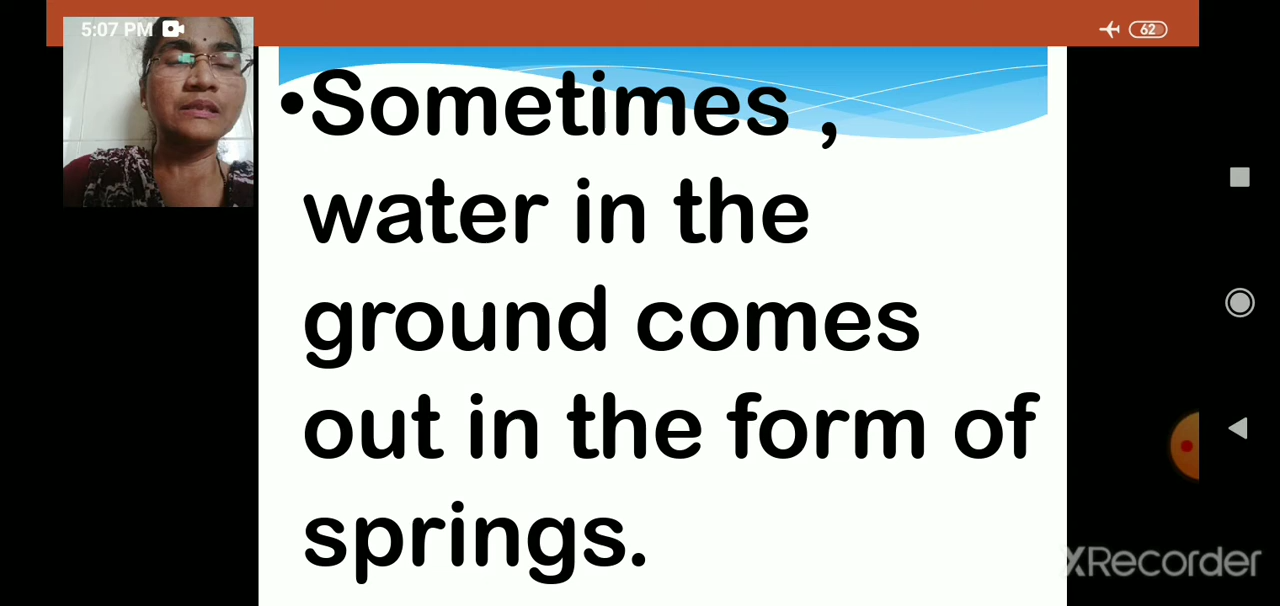 5:07 PM
62
•Sometimes ,
water in the
ground comes
out in the form of
springs.
XRecorder